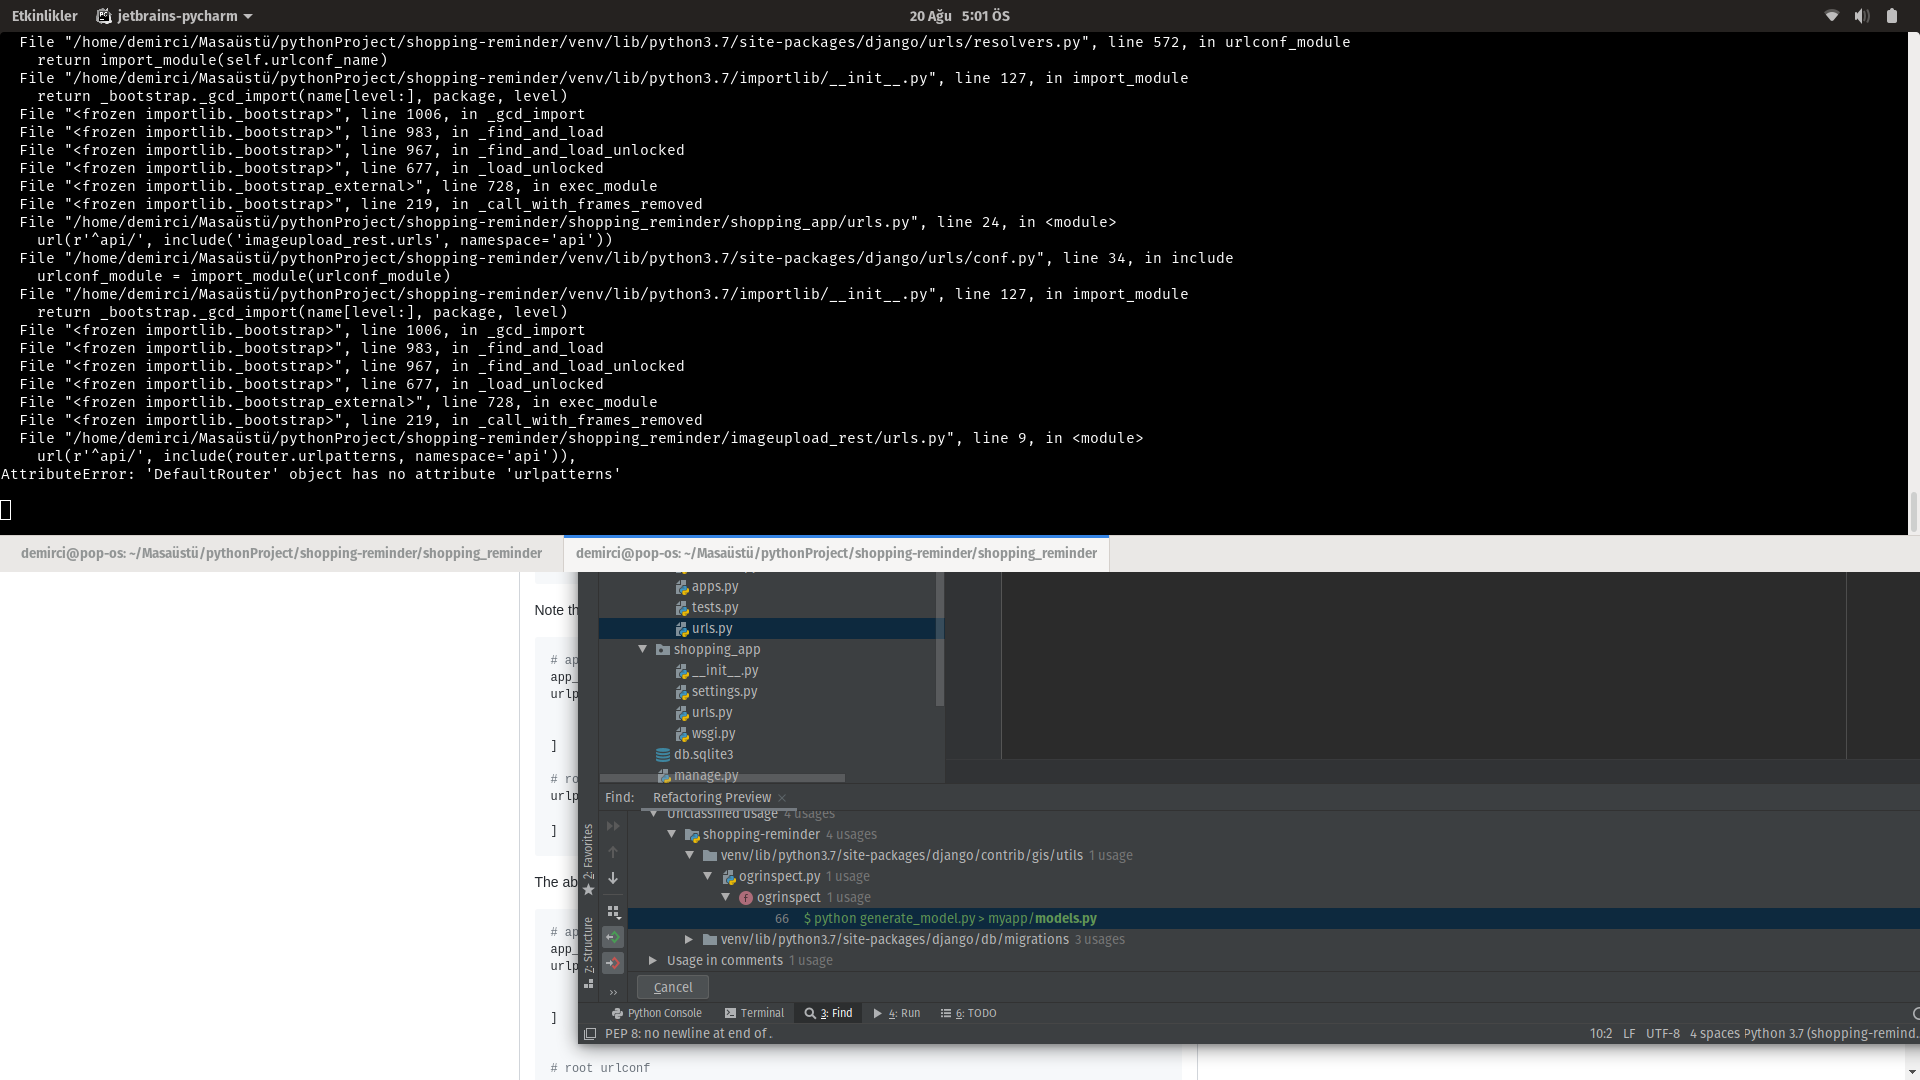 Etkinlikler jetbrains-pycharm 20 Ağu 5:01 ÖS
File "/home/demirci/Masaüstü/pythonProject/shopping-reminder/venv/lib/python3.7/site-packages/django/urls/resolvers.py", line 572, in urlconf_module
return import_module(self.urlconf_name)
File "/home/demirci/Masaüstü/pythonProject/shopping-reminder/venv/lib/python3.7/importlib/__init__.py", line 127, in import_module
return _bootstrap._gcd_import(name[level:], package, level)
File "<frozen importlib._bootstrap>", line 1006, in _gcd_import
File "<frozen importlib._bootstrap>", line 983, in _find_and_load
File "<frozen importlib._bootstrap>", line 967, in _find_and_load_unlocked
File "<frozen importlib._bootstrap>", line 677, in _load_unlocked
File "<frozen importlib._bootstrap_external>", line 728, in exec_module
File "<frozen importlib._bootstrap>", line 219, in _call_with_frames_removed
File "/home/demirci/Masaüstü/pythonProject/shopping-reminder/shopping_reminder/shopping_app/urls.py", line 24, in <module>
url(r'^api/', include('imageupload_rest.urls', namespace='api'))
File "/home/demirci/Masaüstü/pythonProject/shopping-reminder/venv/lib/python3.7/site-packages/django/urls/conf.py", line 34, in include
urlconf_module = import_module(urlconf_module)
File "/home/demirci/Masaüstü/pythonProject/shopping-reminder/venv/lib/python3.7/importlib/__init__.py", line 127, in import_module
return _bootstrap._gcd_import(name[level:], package, level)
File "<frozen importlib._bootstrap>", line 1006, in _gcd_import
File "<frozen importlib._bootstrap>", line 983, in _find_and_load
File "<frozen importlib._bootstrap>", line 967, in _find_and_load_unlocked
File "<frozen importlib._bootstrap>", line 677, in _load_unlocked
File "<frozen importlib._bootstrap_external>", line 728, in exec_module
File "<frozen importlib._bootstrap>", line 219, in _call_with_frames_removed
File "/home/demirci/Masaüstü/pythonProject/shopping-reminder/shopping_reminder/imageupload_rest/urls.py", line 9, in <module>
url(r'^api/', include(router.urlpatterns, namespace='api')),
AttributeError: 'DefaultRouter' object has no attribute 'urlpatterns'
demirci@pop-os: ~/Masaüstü/pythonProject/shopping-reminder/shopping_reminder demirci@pop-os: ~/Masaüstü/pythonProject/shopping-reminder/shopping_reminder
Note th
# ap
app_
urlp
]
# ro
urlp
]
The ab
# ap
app_
urlp
]
# root urlconf
apps.py
tests.py
urls.py
shopping_app
__init__.py
settings.py
urls.py
wsgi.py
db.sqlite3
manage.py
Find: Refactoring Preview
Unclassified usage 4 usages
shopping-reminder 4 usages
venv/lib/python3.7/site-packages/django/contrib/gis/utils 1 usage
ogrinspect.py 1 usage
ogrinspect 1 usage
66 $ python generate_model.py > myapp/models.py
venv/lib/python3.7/site-packages/django/db/migrations 3 usages
Usage in comments 1 usage
Cancel
2: Favorites
7: Structure
Python Console Terminal 3: Find 4: Run 6: TODO
PEP 8: no newline at end of . 10:2 LF UTF-8 4 spaces Python 3.7 (shopping-remind.